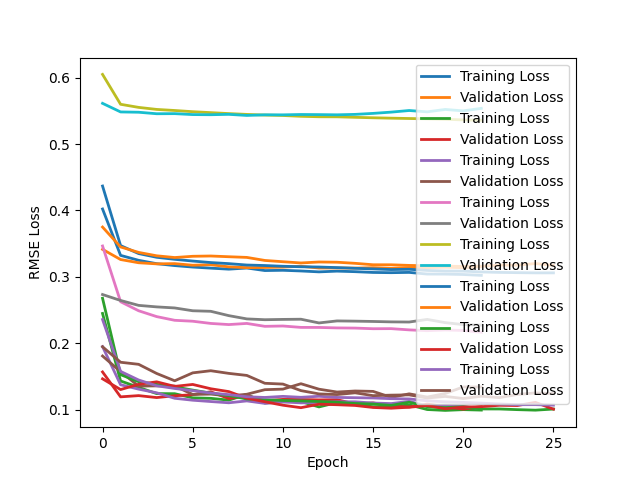 0.6
0.5
0.4
0.3
0.2
0.1
RMSE Loss
Training Loss
Validation Loss
Training Loss
Validation Loss
Training Loss
Validation Loss
Training Loss
Validation Loss
Training Loss
Validation Loss
Training Loss
Validation Loss
Training Loss
Validation Loss
Training Loss
Validation Loss
0 5 10 15 20 25
Epoch